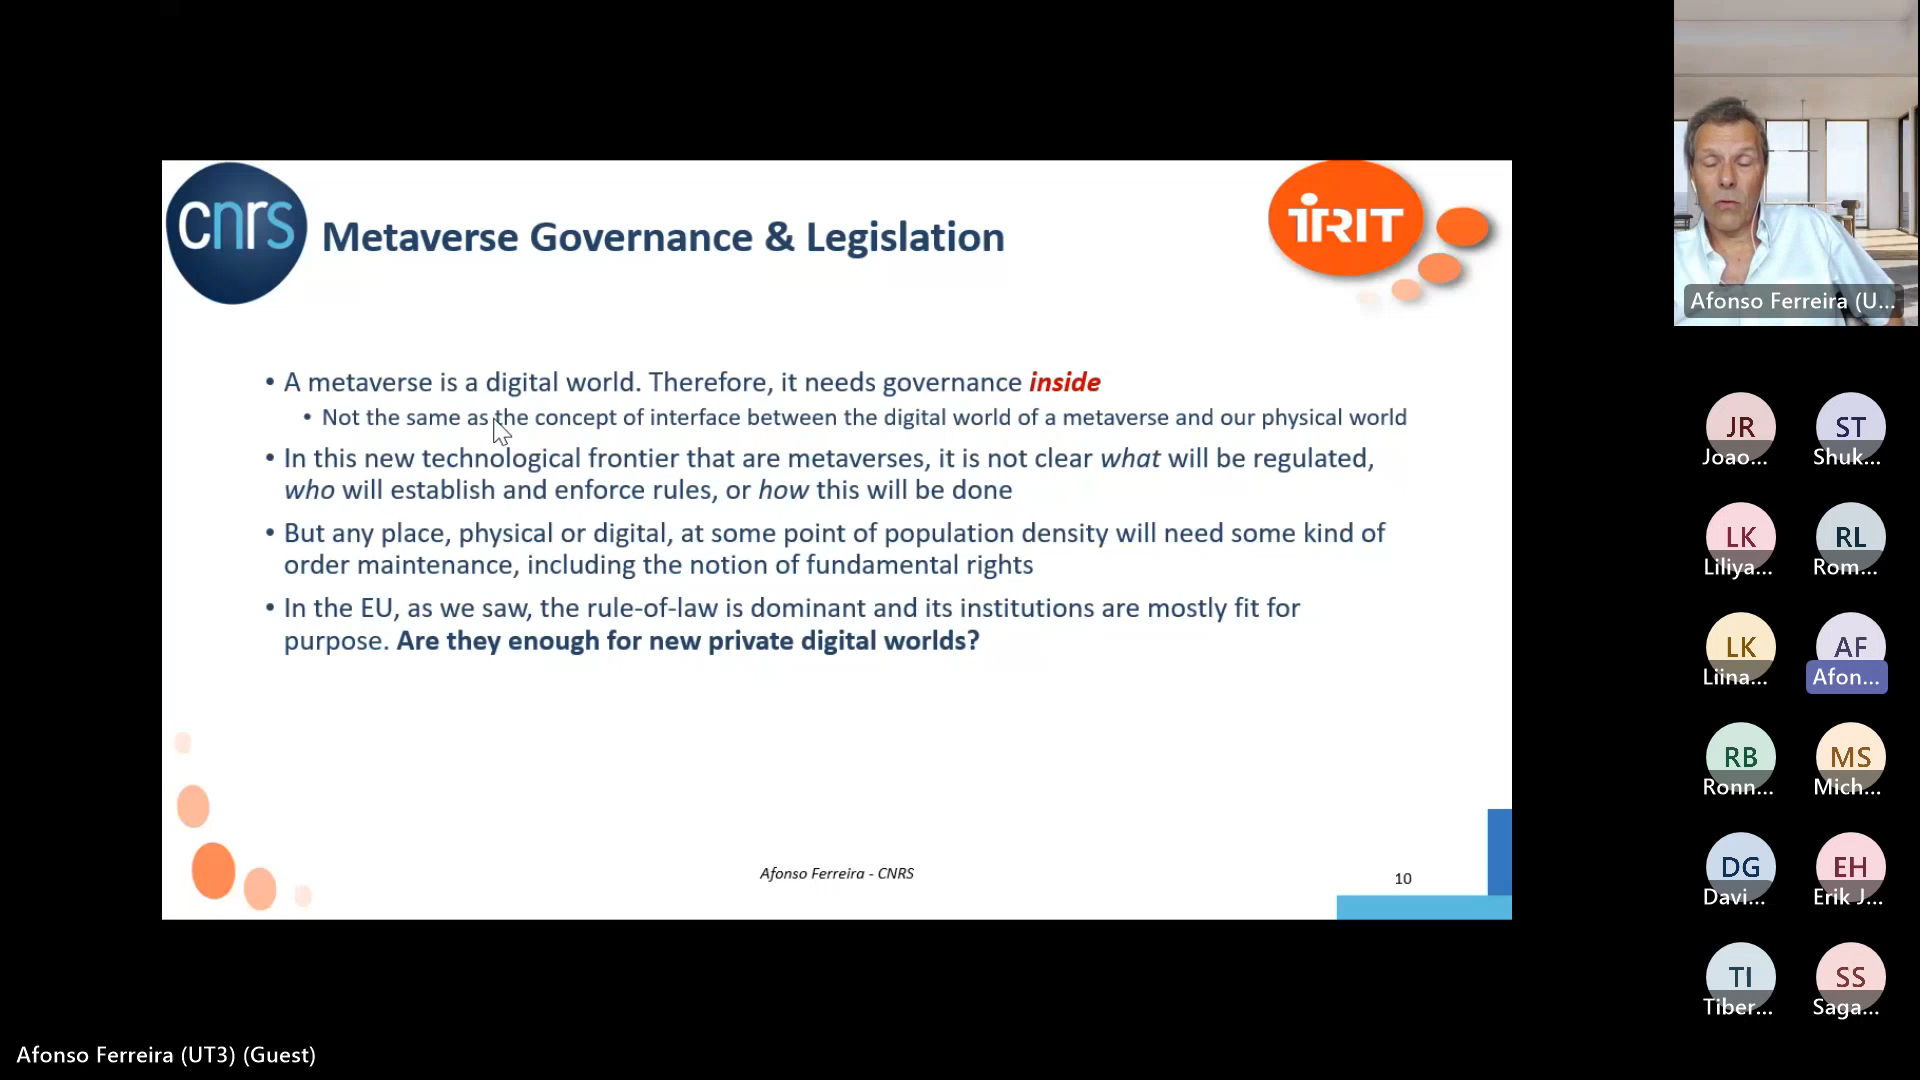 cnrs
Metaverse Governance & Legislation
IRIT
• A metaverse is a digital world. Therefore, it needs governance inside
• Not the same as the concept of interface between the digital world of a metaverse and our physical world
• In this new technological frontier that are metaverses, it is not clear what will be regulated,
who will establish and enforce rules, or how this will be done
• But any place, physical or digital, at some point of population density will need some kind of
order maintenance, including the notion of fundamental rights
• In the EU, as we saw, the rule-of-law is dominant and its institutions are mostly fit for
purpose. Are they enough for new private digital worlds?
Afonso Ferreira - CNRS
10
Afonso Ferreira (U...
JR
Joao...
ST
Shuk...
LK
Liliya...
RL
Rom...
LK
Liina...
AF
Afon...
RB
Ronn...
MS
Mich...
DG
Davi...
EH
Erik J...
TI
Tiber...
SS
Saga...
Afonso Ferreira (UT3) (Guest)